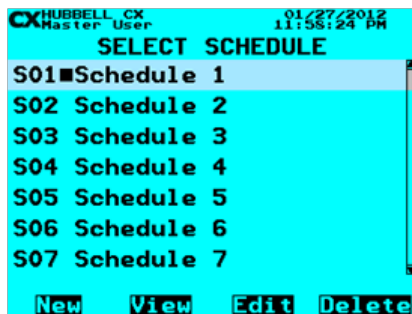 CX HUBBELL CX 01/27/2012
Master User 11:58:24 PM
SELECT SCHEDULE
S01■Schedule 1
S02 Schedule 2
S03 Schedule 3
S04 Schedule 4
S05 Schedule 5
S06 Schedule 6
S07 Schedule 7
New View Edit Delete